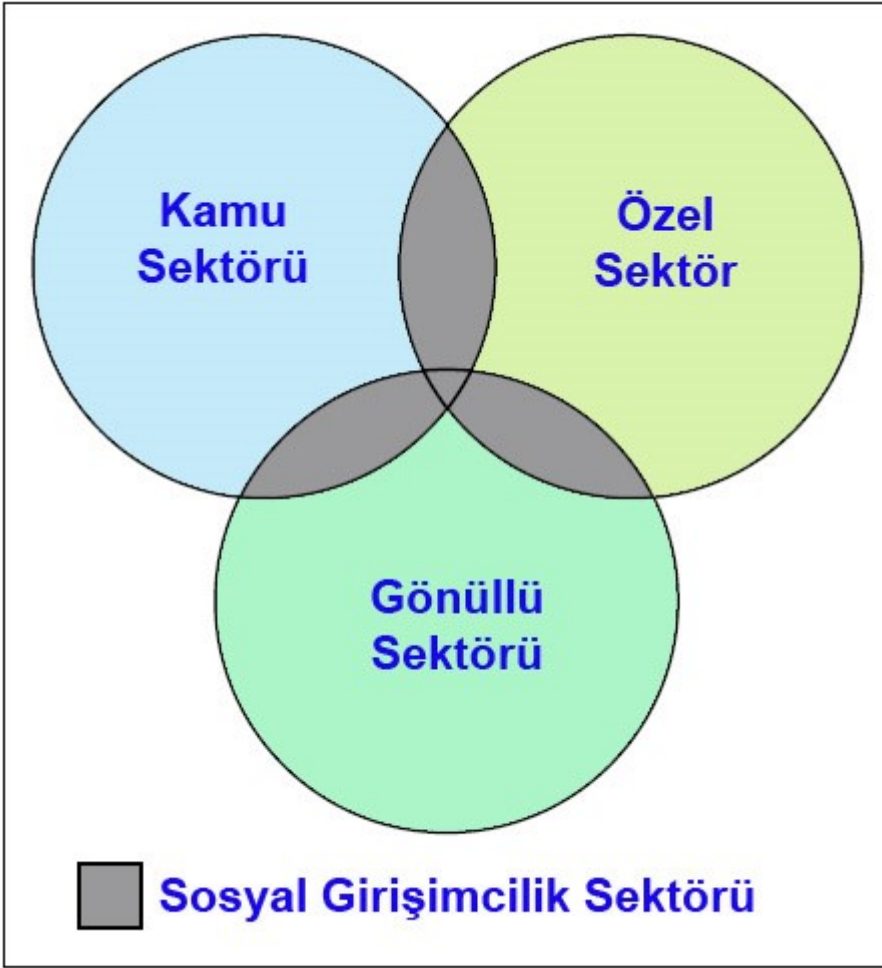 Kamu
Sektörü
Özel
Sektör
Gönüllü
Sektörü
Sosyal Girişimcilik Sektörü